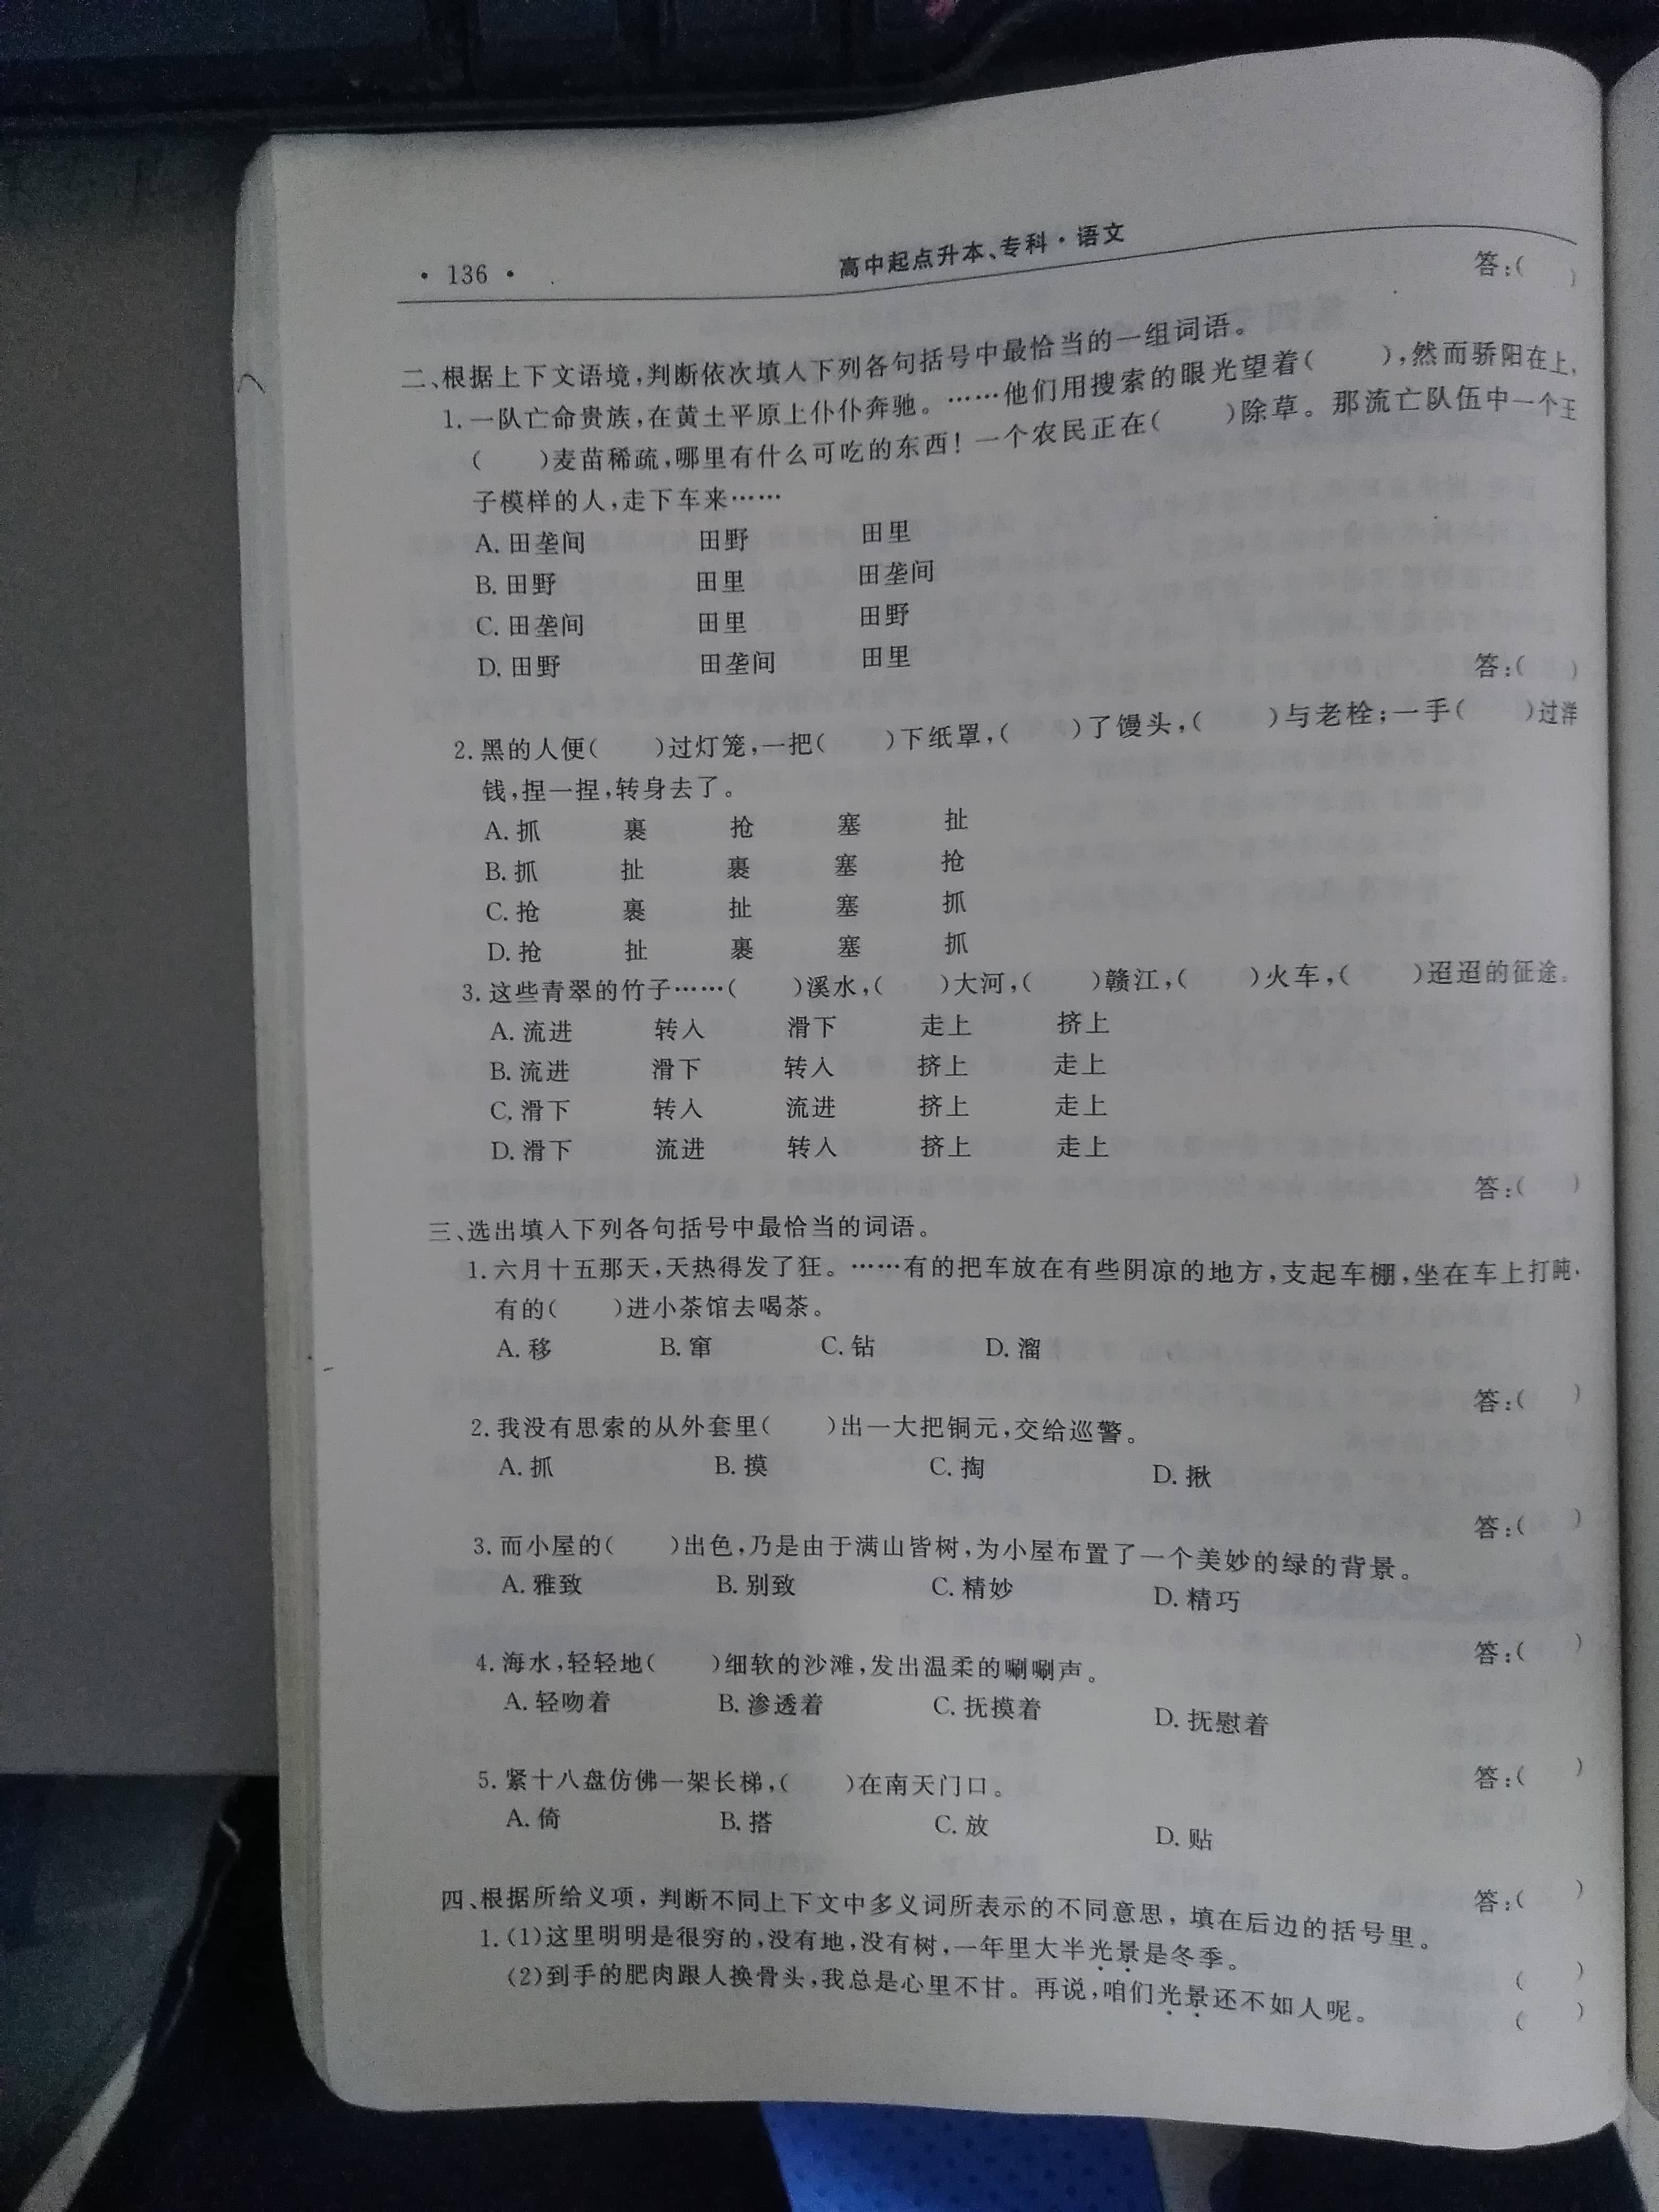 · 136 ·
高中起点升本、专科·语文
答:( )
二、根据上下文语境,判断依次填入下列各句括号中最恰当的一组词语。
1. 一队亡命贵族,在黄土平原上仆仆奔驰。……他们用搜索的眼光望着( ),然而骄阳在上,
( )麦苗稀疏,哪里有什么可吃的东西!一个农民正在( )除草。那流亡队伍中一个王
子模样的人,走下车来……
A. 田垄间 田野 田里
B. 田野 田里 田垄间
C. 田垄间 田里 田野
D. 田野 田垄间 田里
答:( )
2. 黑的人便( )过灯笼,一把( )下纸罩,( )了馒头,( )与老栓;一手( )过洋
钱,捏一捏,转身去了。
A. 抓 裹 抢 塞 扯
B. 抓 扯 裹 塞 抢
C. 抢 裹 扯 塞 抓
D. 抢 扯 裹 塞 抓
3. 这些青翠的竹子……( )溪水,( )大河,( )赣江,( )火车,( )迢迢的征途。
A. 流进 转入 滑下 走上 挤上
B. 流进 滑下 转入 挤上 走上
C. 滑下 转入 流进 挤上 走上
D. 滑下 流进 转入 挤上 走上
答:( )
三、选出填入下列各句括号中最恰当的词语。
1. 六月十五那天,天热得发了狂。……有的把车放在有些阴凉的地方,支起车棚,坐在车上打盹,
有的( )进小茶馆去喝茶。
A. 移 B. 窜 C. 钻 D. 溜
答:( )
2. 我没有思索的从外套里( )出一大把铜元,交给巡警。
A. 抓 B. 摸 C. 掏 D. 揪
答:( )
3. 而小屋的( )出色,乃是由于满山皆树,为小屋布置了一个美妙的绿的背景。
A. 雅致 B. 别致 C. 精妙 D. 精巧
答:( )
4. 海水,轻轻地( )细软的沙滩,发出温柔的唰唰声。
A. 轻吻着 B. 渗透着 C. 抚摸着 D. 抚慰着
答:( )
5. 紧十八盘仿佛一架长梯,( )在南天门口。
A. 倚 B. 搭 C. 放 D. 贴
答:( )
四、根据所给义项,判断不同上下文中多义词所表示的不同意思,填在后边的括号里。
1. (1)这里明明是很穷的,没有地,没有树,一年里大半光景是冬季。 ( )
(2)到手的肥肉跟人换骨头,我总是心里不甘。再说,咱们光景还不如人呢。 ( )